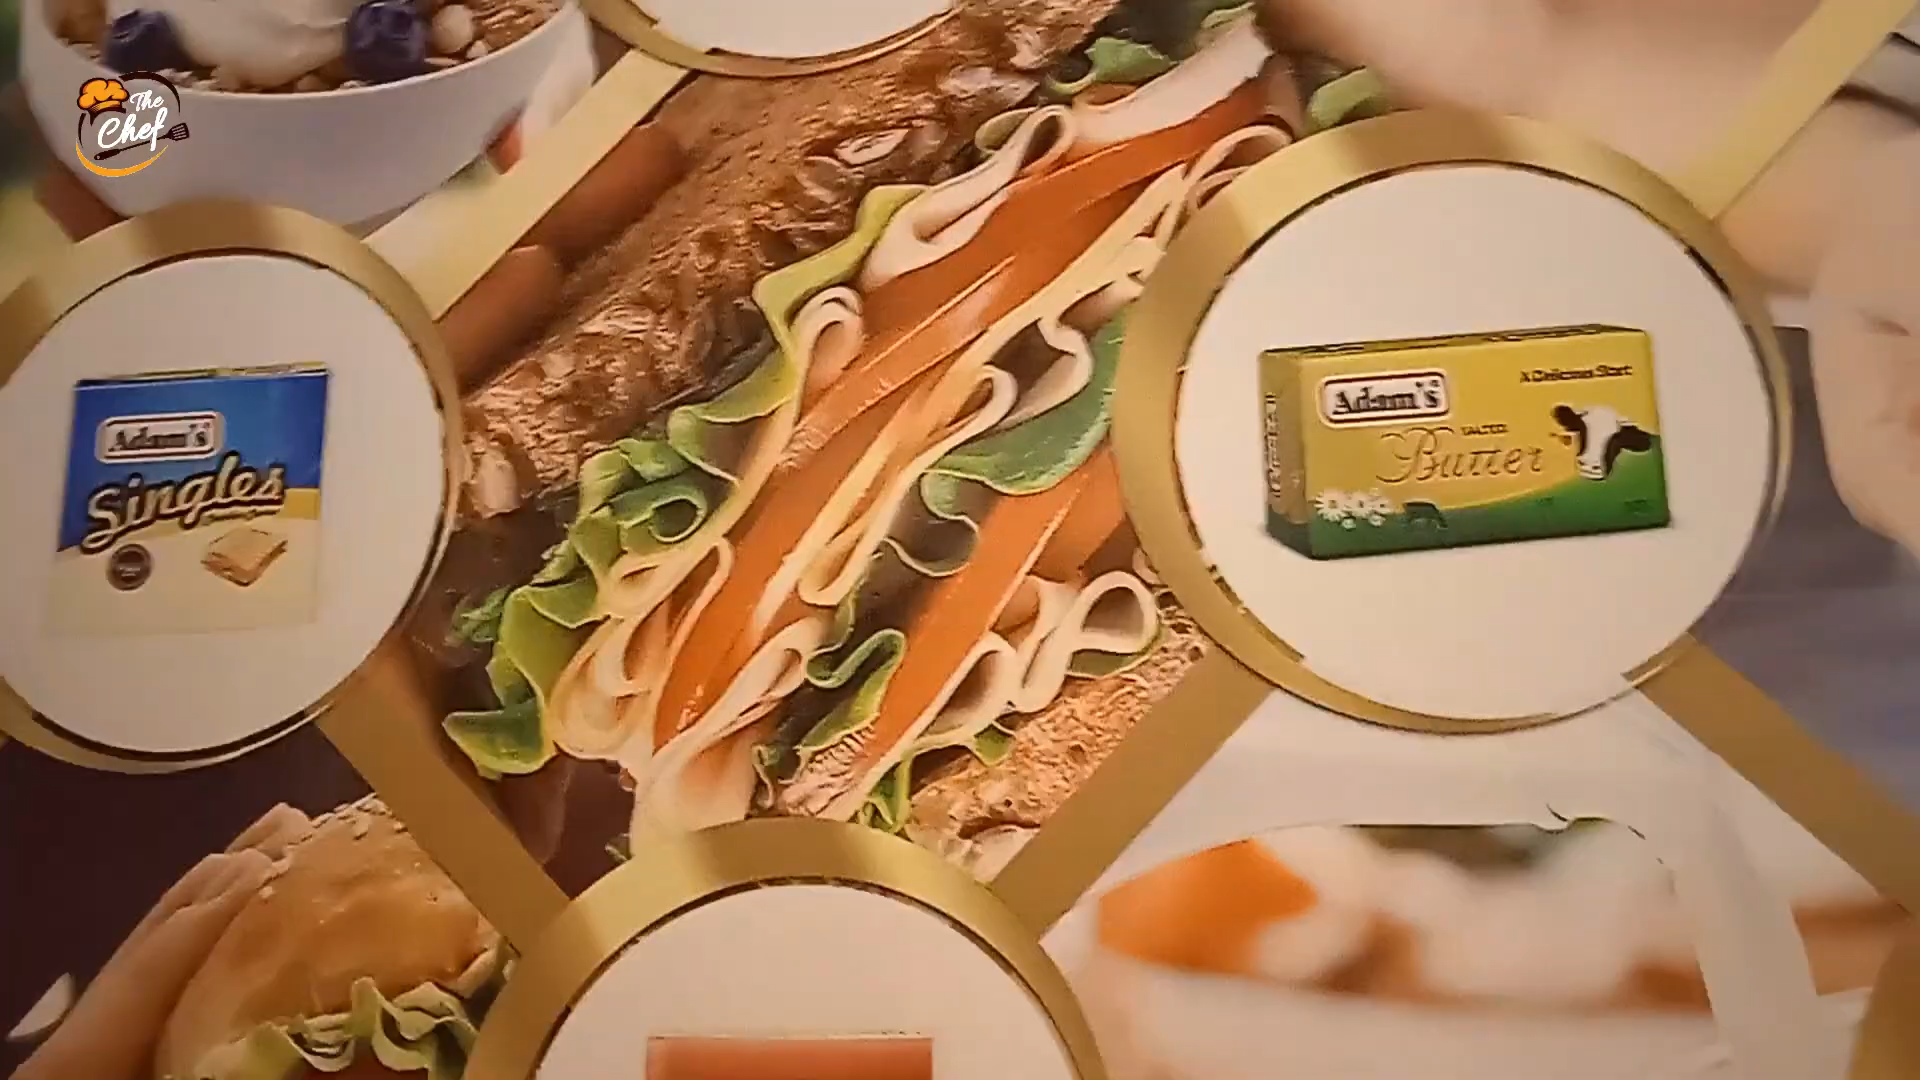 The
Chef
Adam's
Singles
Adam's
A Delicious Start
SALTED
Butter